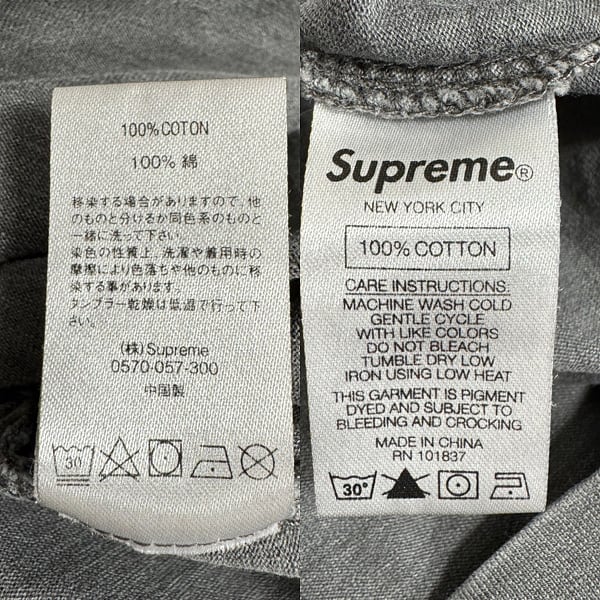 100%COTON
100% 綿
移染する場合がありますので、他
のものと分けるか同色系のものと
一緒に洗って下さい
染色の性質上、洗濯や着用時の
摩擦により色落ちや他のものに移
染する事があります。
タンブラー乾燥は低温で行って下
さい。
(株)Supreme
0570-057-300
中国製
30
Supreme®
NEW YORK CITY
100% COTTON
CARE INSTRUCTIONS:
MACHINE WASH COLD
GENTLE CYCLE
WITH LIKE COLORS
DO NOT BLEACH
TUMBLE DRY LOW
IRON USING LOW HEAT
THIS GARMENT IS PIGMENT
DYED AND SUBJECT TO
BLEEDING AND CROCKING
MADE IN CHINA
RN 101837
30°